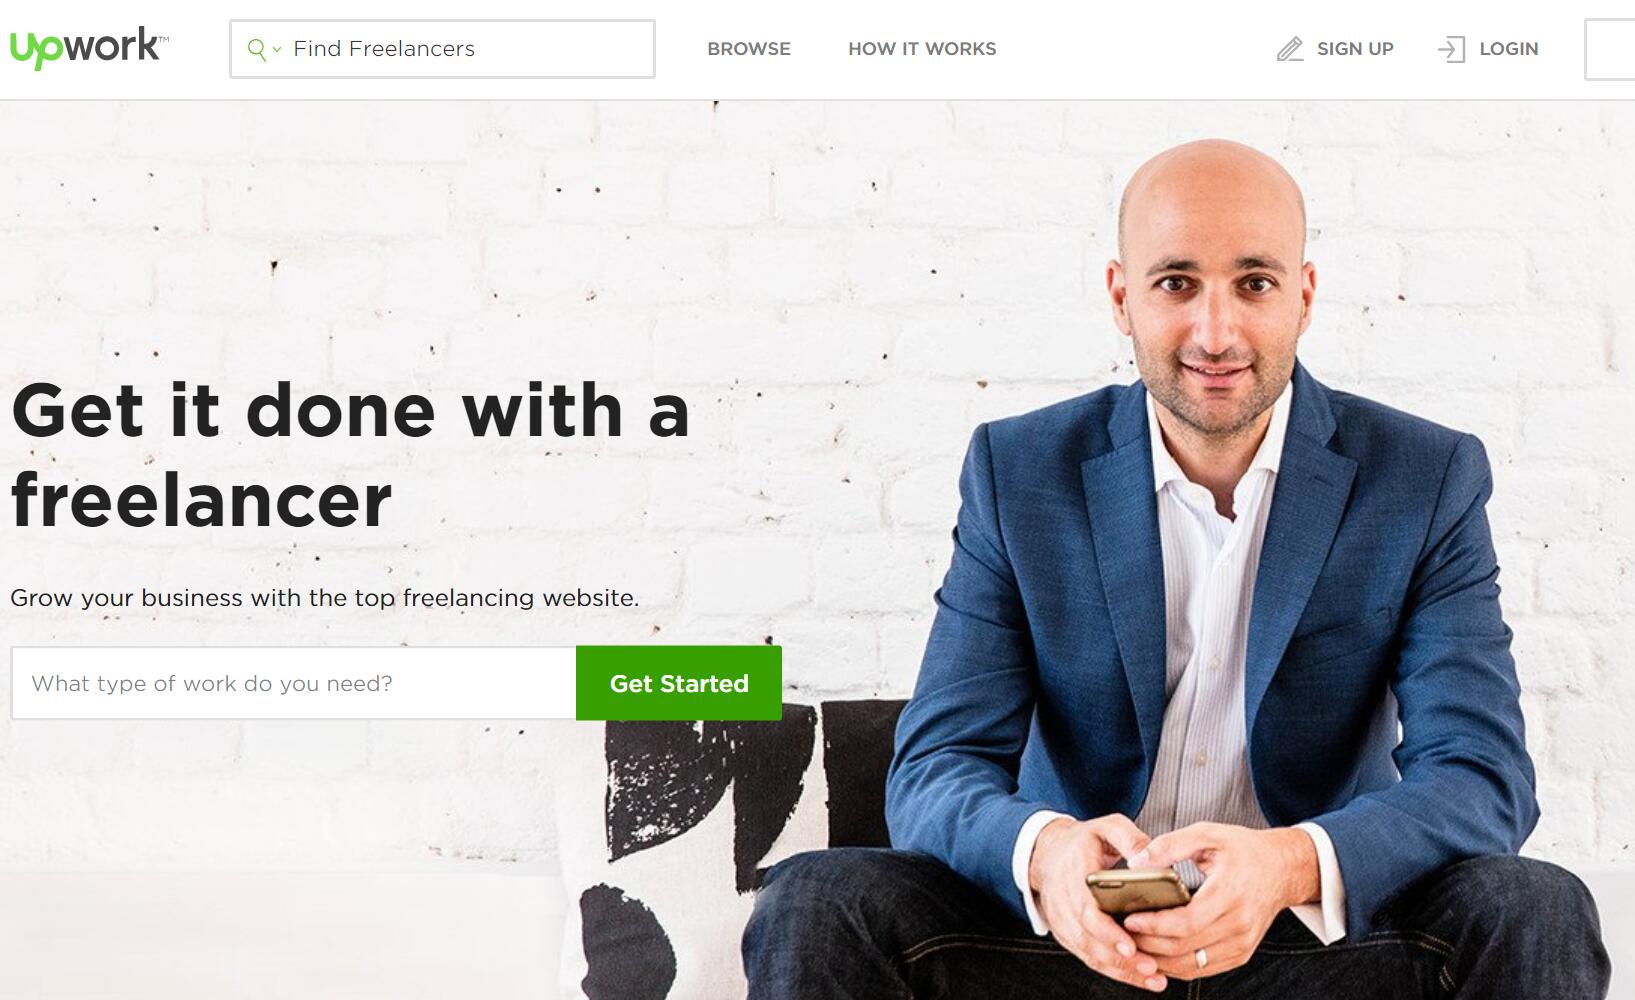 upwork™
Find Freelancers
BROWSE
HOW IT WORKS
SIGN UP
LOGIN
Get it done with a
freelancer
Grow your business with the top freelancing website.
What type of work do you need?
Get Started